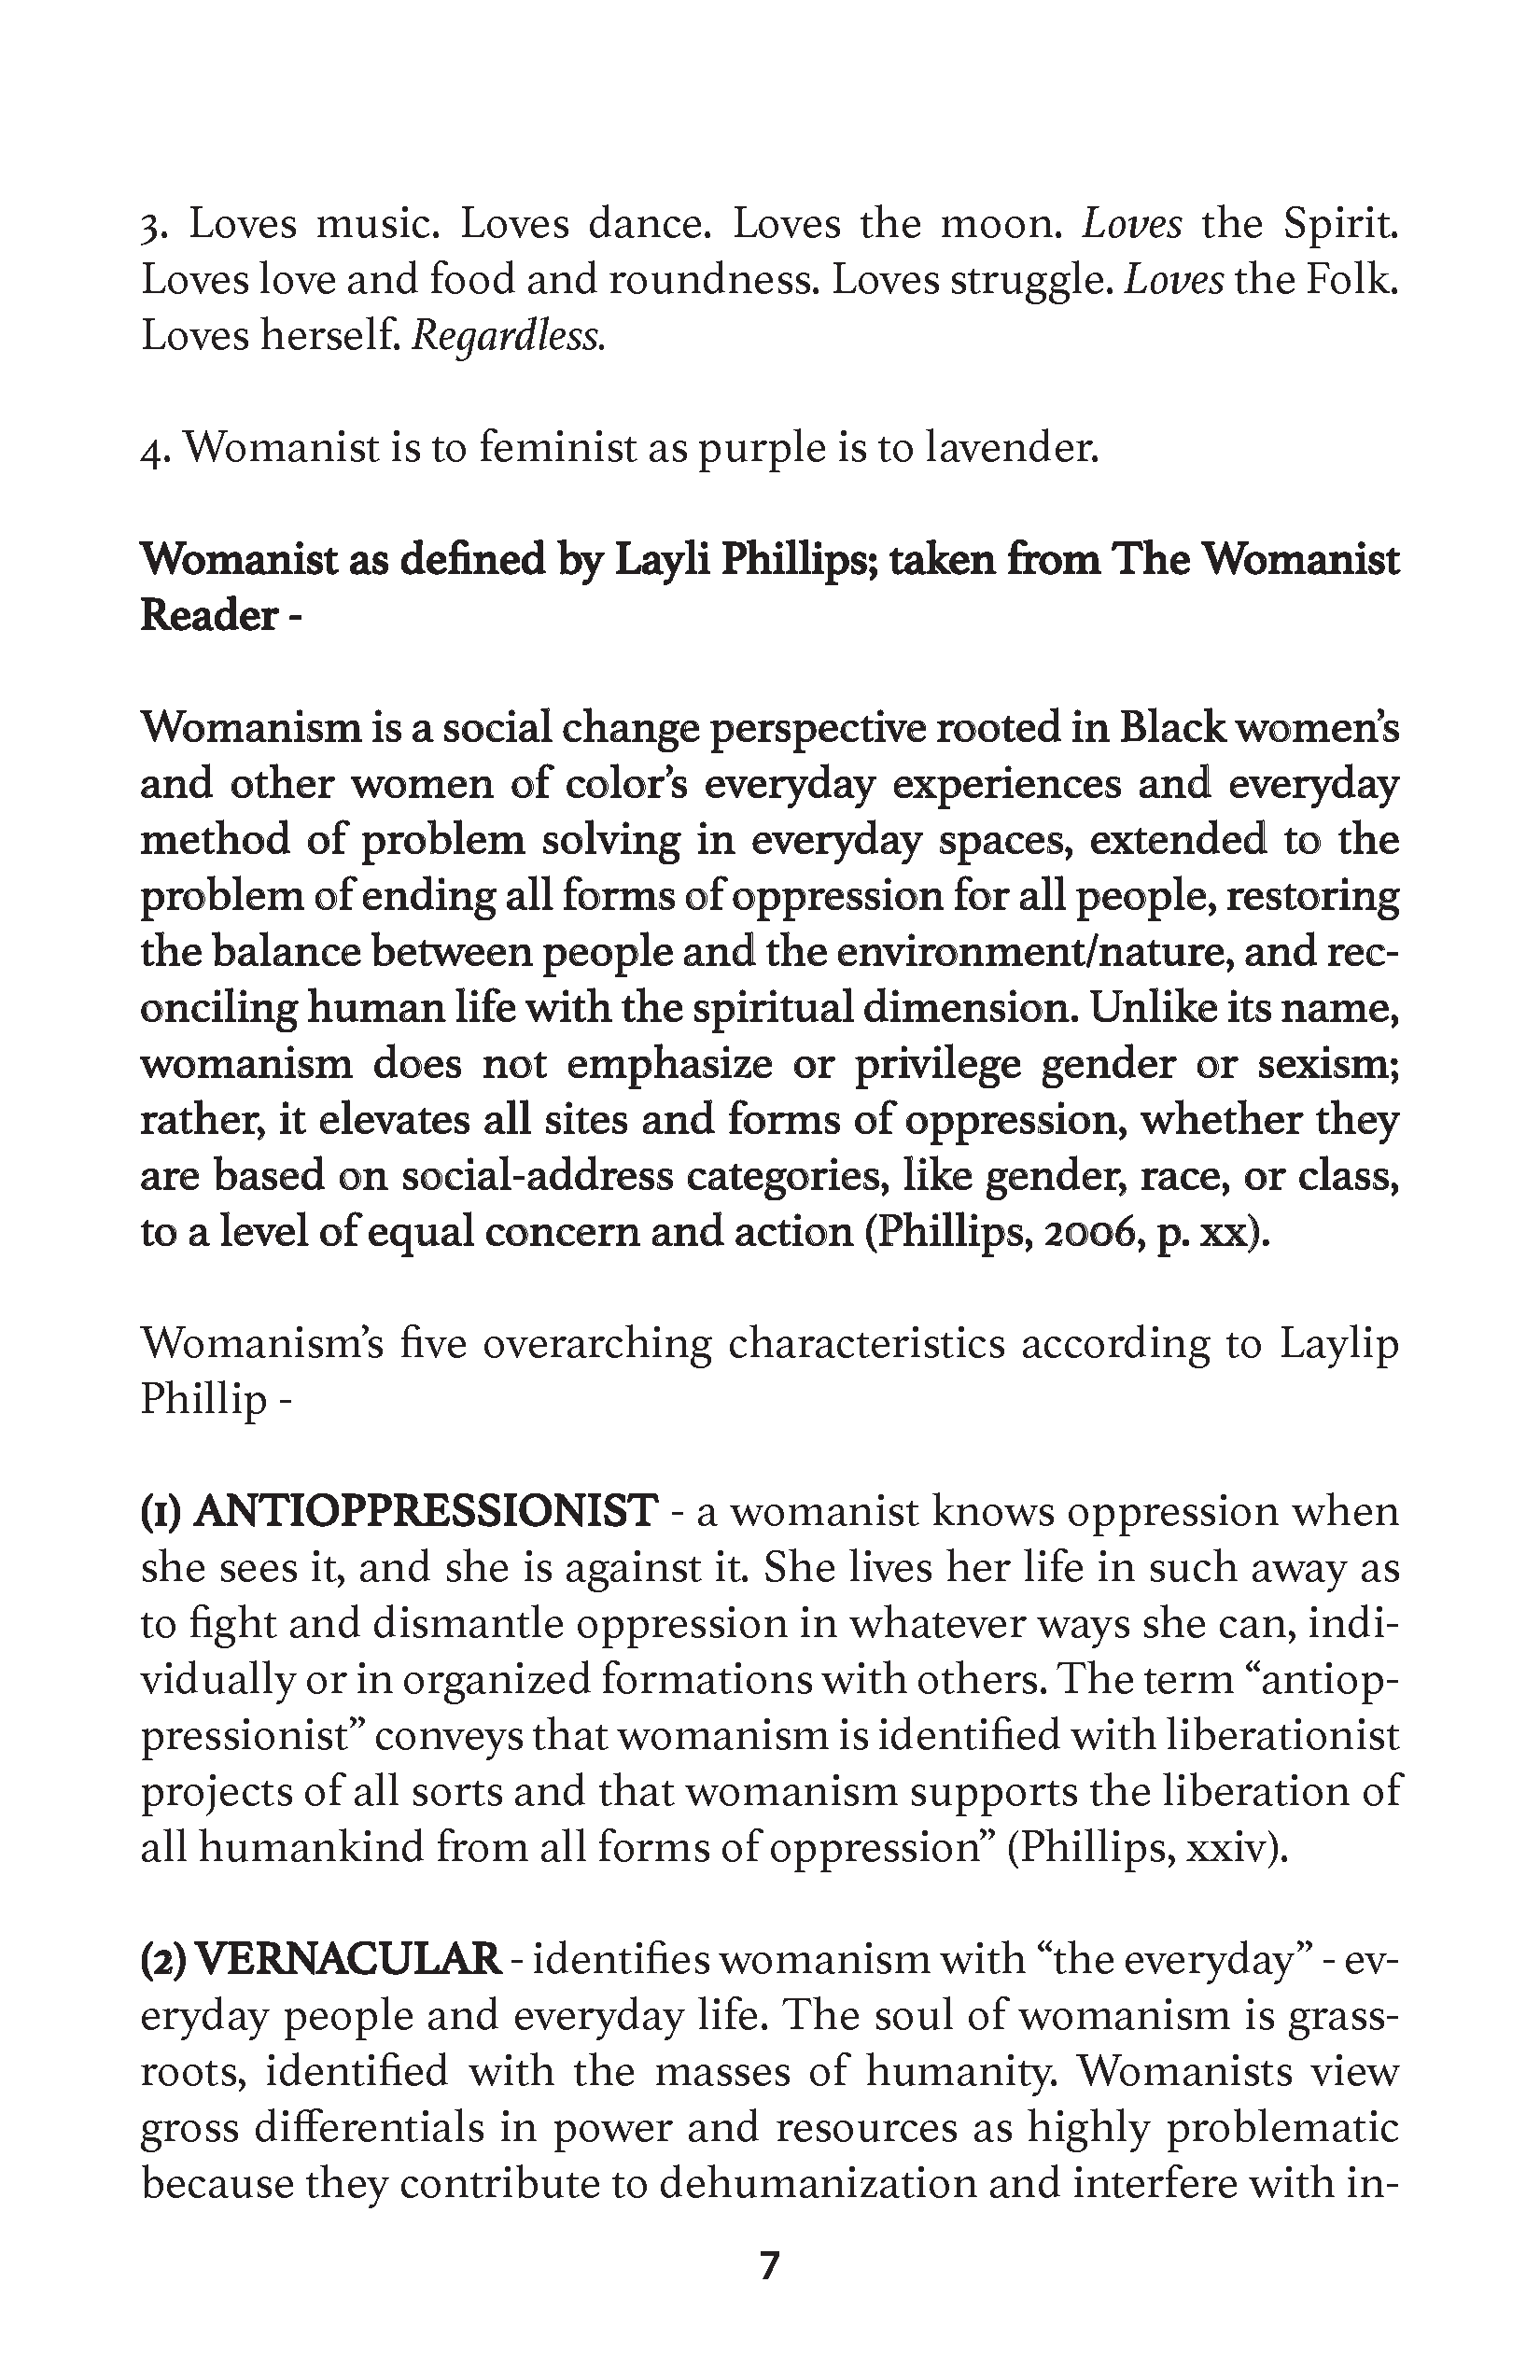 3. Loves music. Loves dance. Loves the moon. Loves the Spirit.
Loves love and food and roundness. Loves struggle. Loves the Folk.
Loves herself. Regardless.
4. Womanist is to feminist as purple is to lavender.
Womanist as defined by Layli Phillips; taken from The Womanist
Reader -
Womanism is a social change perspective rooted in Black women’s
and other women of color’s everyday experiences and everyday
method of problem solving in everyday spaces, extended to the
problem of ending all forms of oppression for all people, restoring
the balance between people and the environment/nature, and rec-
onciling human life with the spiritual dimension. Unlike its name,
womanism does not emphasize or privilege gender or sexism;
rather, it elevates all sites and forms of oppression, whether they
are based on social-address categories, like gender, race, or class,
to a level of equal concern and action (Phillips, 2006, p. xx).
Womanism’s five overarching characteristics according to Laylip
Phillip -
(1) ANTIOPPRESSIONIST - a womanist knows oppression when
she sees it, and she is against it. She lives her life in such away as
to fight and dismantle oppression in whatever ways she can, indi-
vidually or in organized formations with others. The term “antiop-
pressionist” conveys that womanism is identified with liberationist
projects of all sorts and that womanism supports the liberation of
all humankind from all forms of oppression” (Phillips, xxiv).
(2) VERNACULAR - identifies womanism with “the everyday” - ev-
eryday people and everyday life. The soul of womanism is grass-
roots, identified with the masses of humanity. Womanists view
gross differentials in power and resources as highly problematic
because they contribute to dehumanization and interfere with in-
7